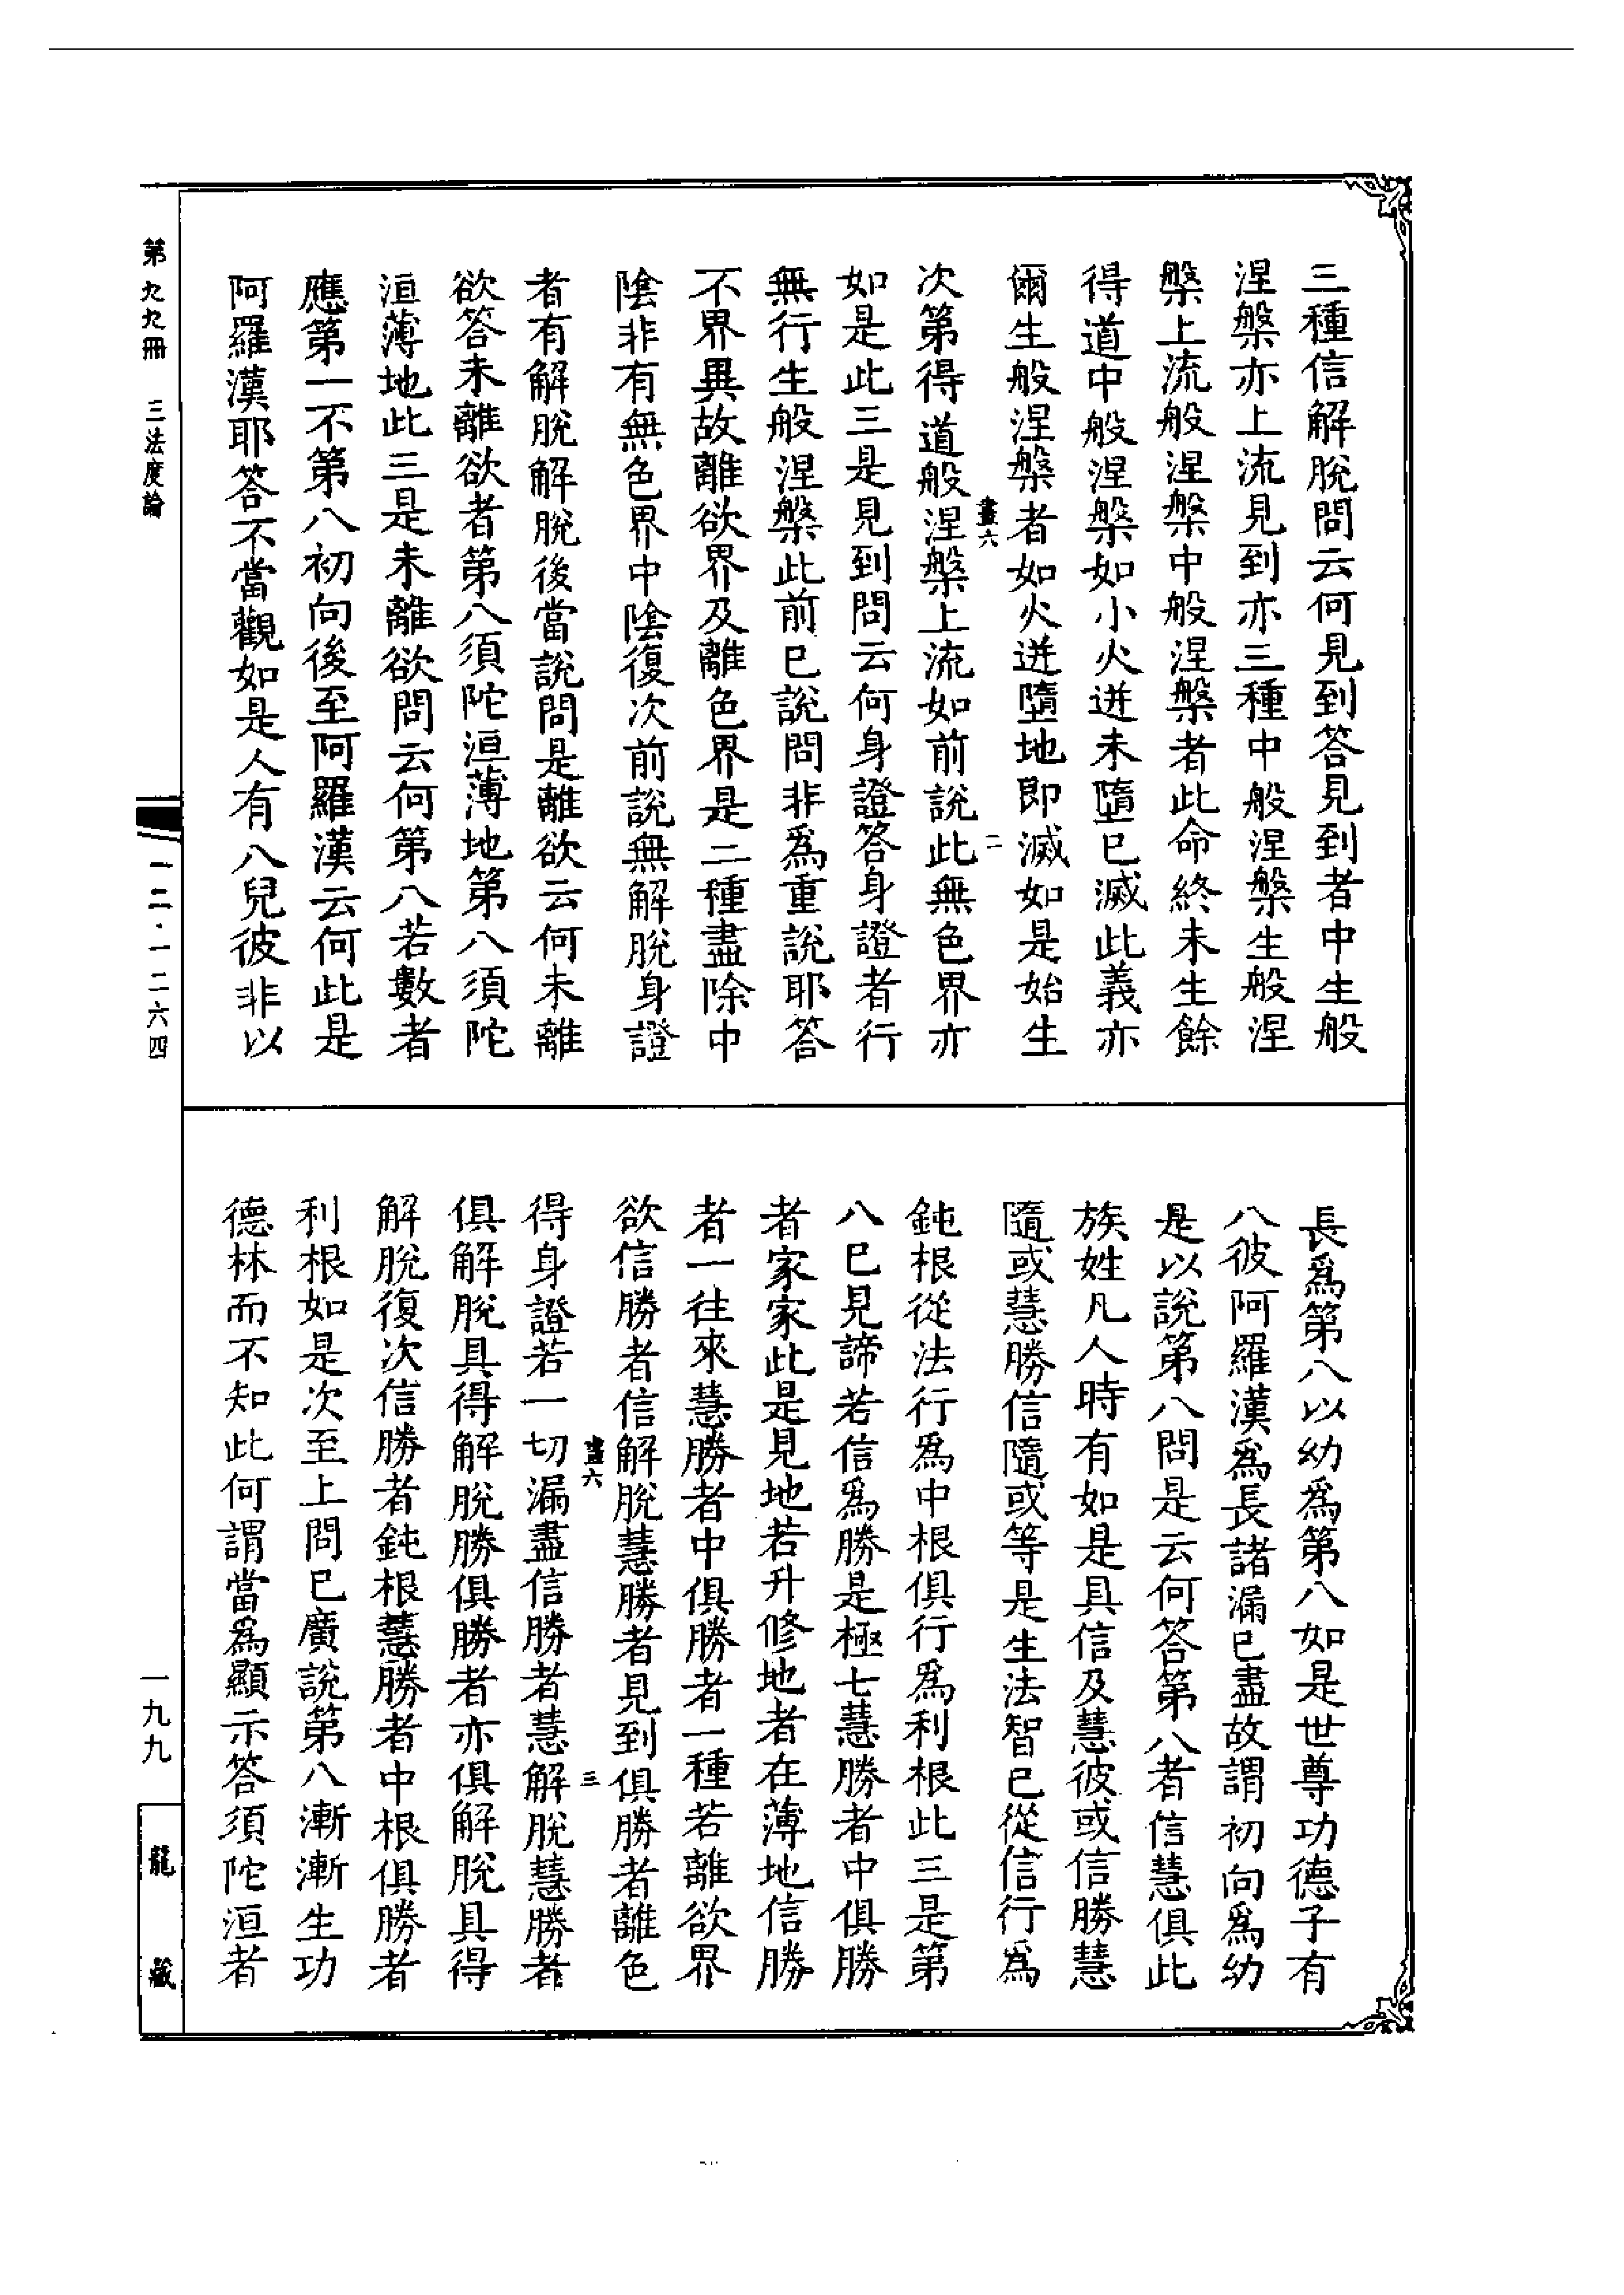 三種信解脫問云何見到答見到者中生般
涅槃亦上流見到亦三種中般涅槃生般涅
槃上流般涅槃中般涅槃者此命終未生餘
得道中般涅槃如小火迸未墮已滅此義亦
爾生般涅槃者如火迸墮地即滅如是始生
次第得道般涅槃上流如前說此無色界亦
晝六
二
如是此三是見到問云何身證答身證者行
無行生般涅槃此前已說問非爲重說耶答
不界異故離欲界及離色界是二種盡除中
陰非有無色界中陰復次前說無解脫身證
者有解脫解脫後當說問是離欲云何未離
欲答未離欲者第八須陀洹薄地第八須陀
洹薄地此三是未離欲問云何第八若數者
應第一不第八初向後至阿羅漢云何此是
阿羅漢耶答不當觀如是人有八兒彼非以
長爲第八以幼爲第八如是世尊功德子有
八彼阿羅漢爲長諸漏已盡故謂初向爲幼
是以說第八問是云何答第八者信慧俱此
族姓凡人時有如是具信及慧彼或信勝慧
隨或慧勝信隨或等是生法智已從信行爲
鈍根從法行爲中根俱行爲利根此三是第
八已見諦若信爲勝是極七慧勝者中俱勝
者家家此是見地若升修地者在薄地信勝
者一往來慧勝者中俱勝者一種若離欲界
欲信勝者信解脫慧勝者見到俱勝者離色
晝六
三
得身證若一切漏盡信勝者慧解脫慧勝者
俱解脫具得解脫勝俱勝者亦俱解脫具得
解脫復次信勝者鈍根慧勝者中根俱勝者
利根如是次至上問已廣說第八漸漸生功
德林而不知此何謂當爲顯示答須陀洹者
第九九冊 三法度論
一二·一二六四
一九九
龍藏